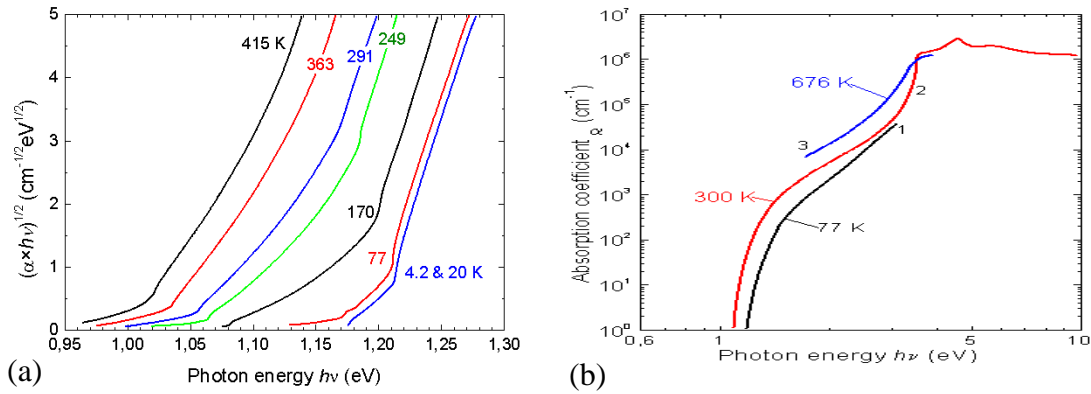 5
4
3
2
1
0
(α×hν)^1/2 (cm^-1/2 eV^1/2)
415 K
363
291
249
170
77
4.2 & 20 K
0,95 1,00 1,05 1,10 1,15 1,20 1,25 1,30
Photon energy hν (eV)
(a)
10^7
10^6
10^5
10^4
10^3
10^2
10^1
10^0
Absorption coefficient, α (cm^-1)
676 K
300 K
77 K
1
2
3
0,6 1 5 10
Photon energy hν (eV)
(b)